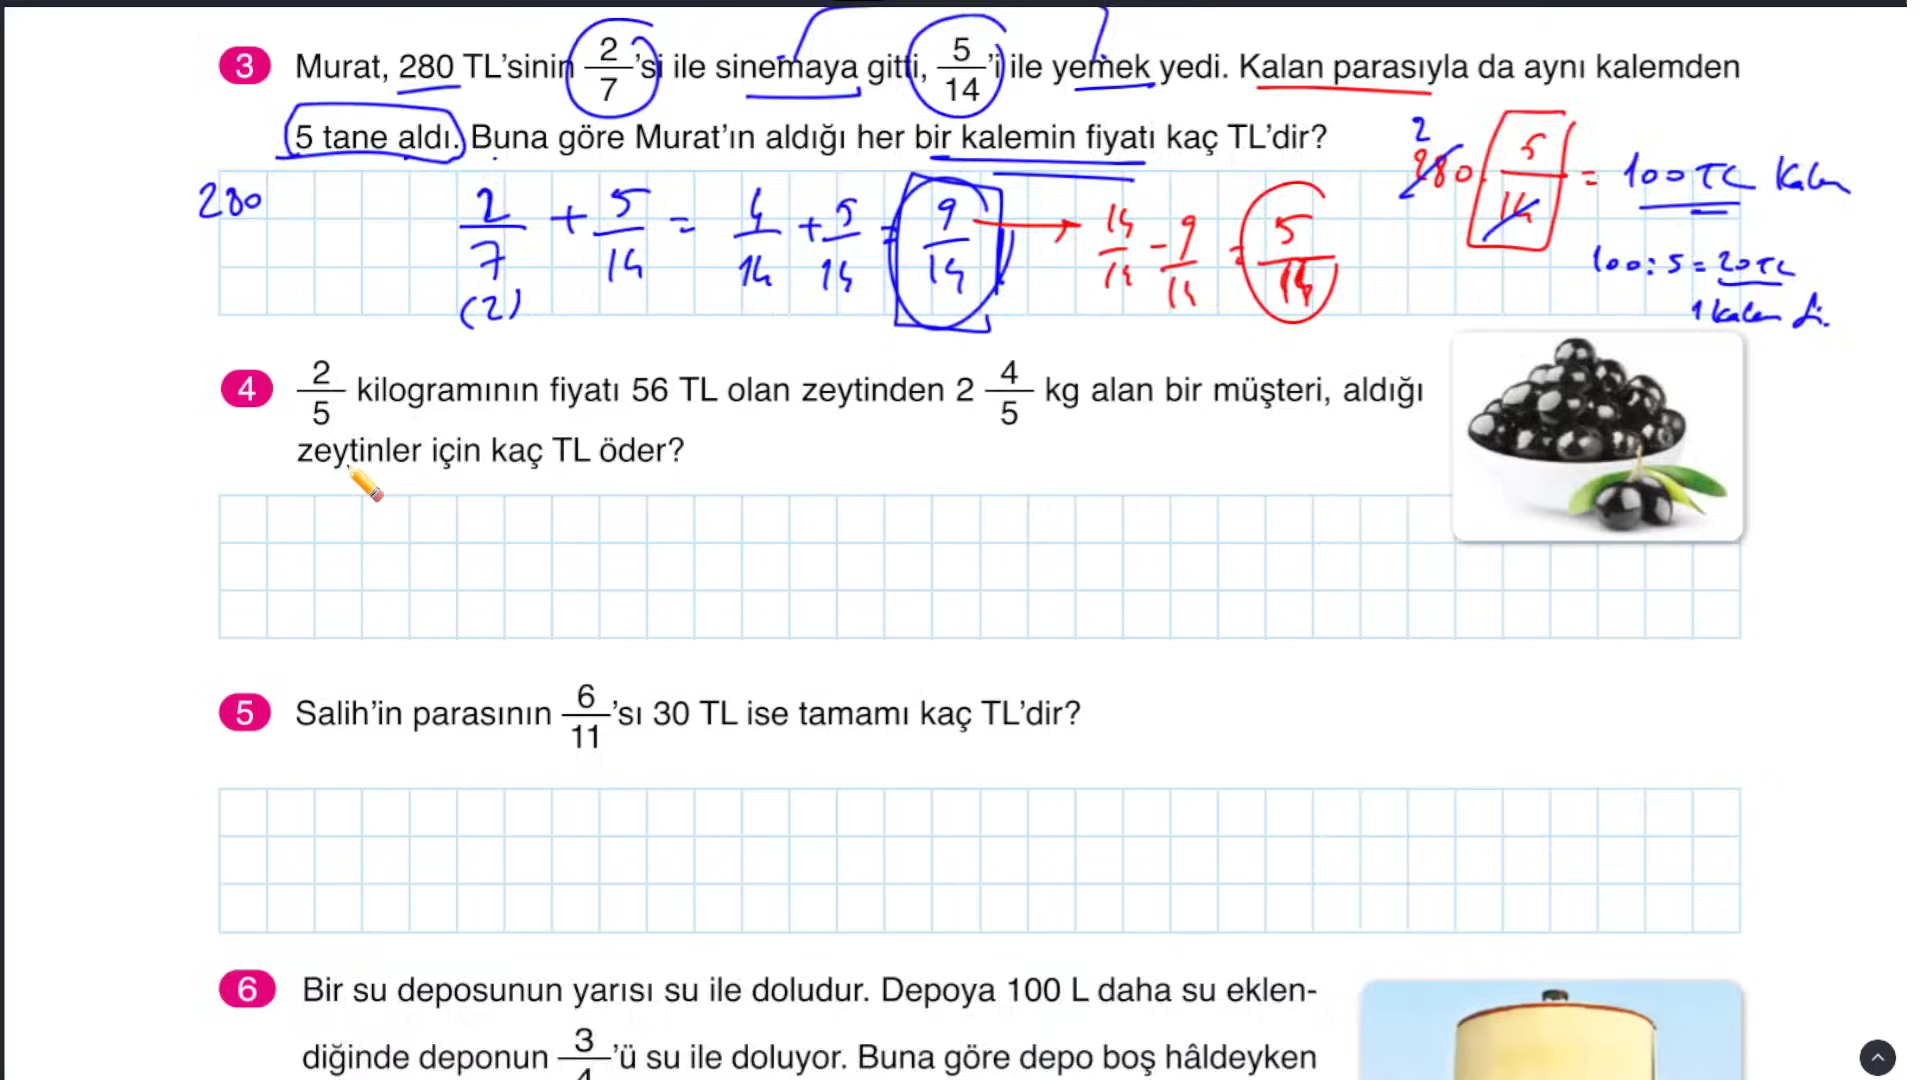 3 Murat, 280 TL'sinin 2/7'si ile sinemaya gitti, 5/14'i ile yemek yedi. Kalan parasıyla da aynı kalemden
5 tane aldı. Buna göre Murat'ın aldığı her bir kalemin fiyatı kaç TL'dir?
280
2/7 (2) + 5/14 = 4/14 + 5/14 = 9/14 → 14/14 - 9/14 = 5/14
2
280 . 5/14 = 100 TL Kalan
100 : 5 = 20 TL
1 kalem fi.
4 2/5 kilogramının fiyatı 56 TL olan zeytinden 2 4/5 kg alan bir müşteri, aldığı
zeytinler için kaç TL öder?
5 Salih'in parasının 6/11'sı 30 TL ise tamamı kaç TL'dir?
6 Bir su deposunun yarısı su ile doludur. Depoya 100 L daha su eklen-
diğinde deponun 3/4'ü su ile doluyor. Buna göre depo boş hâldeyken